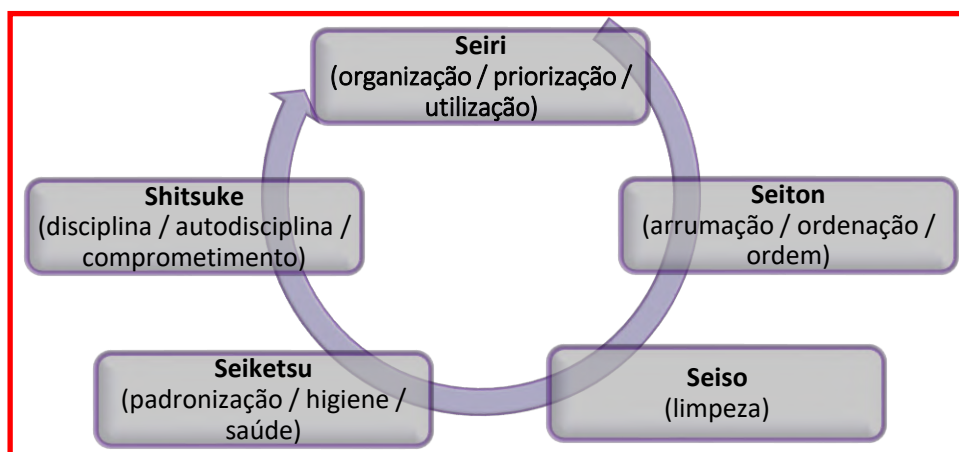 Seiri
(organização / priorização /
utilização)
Seiton
(arrumação / ordenação /
ordem)
Seiso
(limpeza)
Seiketsu
(padronização / higiene /
saúde)
Shitsuke
(disciplina / autodisciplina /
comprometimento)